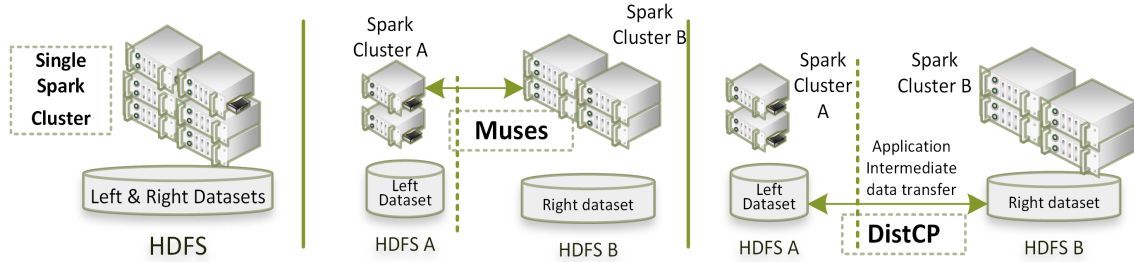 Single
Spark
Cluster
Left & Right Datasets
HDFS
Spark
Cluster A
Spark
Cluster B
Muses
Left
Dataset
Right dataset
HDFS A
HDFS B
Spark
Cluster
A
Spark
Cluster B
Application
Intermediate
data transfer
Left
Dataset
Right dataset
DistCP
HDFS A
HDFS B